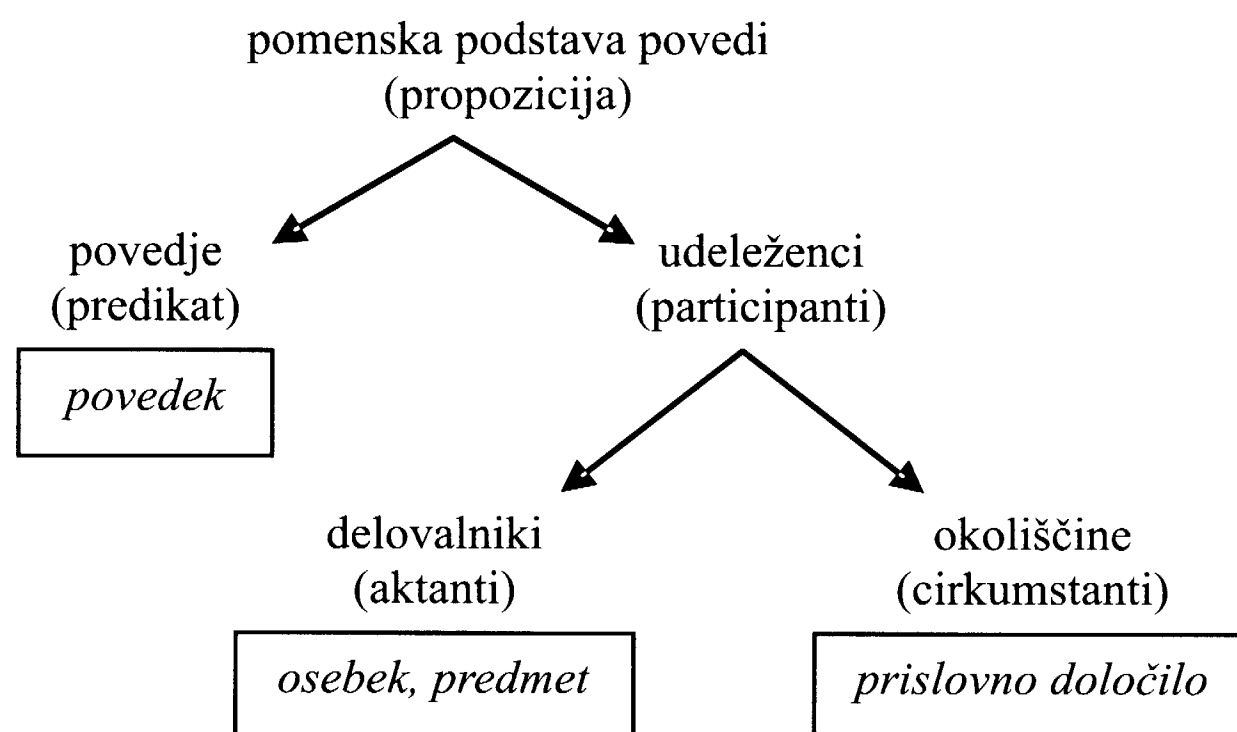 pomenska podstava povedi
(propozicija)
povedje
(predikat)
povedek
udeleženci
(participanti)
delovalniki
(aktanti)
osebek, predmet
okoliščine
(cirkumstanti)
prislovno določilo